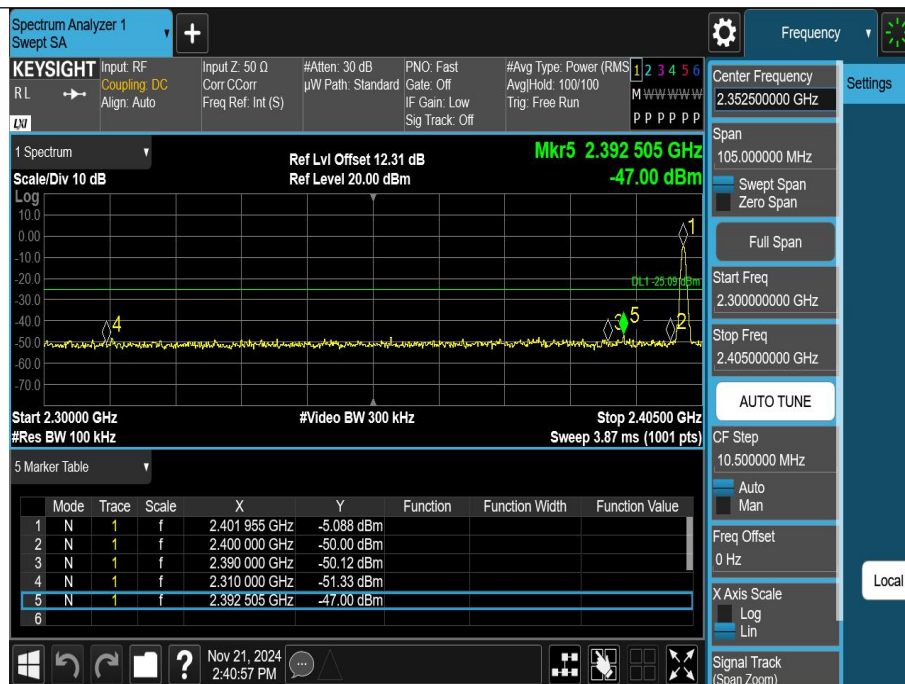 Spectrum Analyzer 1
Swept SA
+
Frequency
KEYSIGHT
RL
LXI
Input: RF
Coupling: DC
Align: Auto
Input Z: 50 Ω
Corr CCorr
Freq Ref: Int (S)
#Atten: 30 dB
µW Path: Standard
PNO: Fast
Gate: Off
IF Gain: Low
Sig Track: Off
#Avg Type: Power (RMS
Avg|Hold: 100/100
Trig: Free Run
1 2 3 4 5 6
M W W W W W
P P P P P P
1 Spectrum
Scale/Div 10 dB
Ref Lvl Offset 12.31 dB
Ref Level 20.00 dBm
Mkr5 2.392 505 GHz
-47.00 dBm
Log
10.0
0.00
-10.0
-20.0
-30.0
-40.0
-50.0
-60.0
-70.0
1
DL1 -25.09 dBm
4
3
5
2
Start 2.30000 GHz
#Res BW 100 kHz
#Video BW 300 kHz
Stop 2.40500 GHz
Sweep 3.87 ms (1001 pts)
5 Marker Table
Mode Trace Scale X Y Function Function Width Function Value
1 N 1 f 2.401 955 GHz -5.088 dBm
2 N 1 f 2.400 000 GHz -50.00 dBm
3 N 1 f 2.390 000 GHz -50.12 dBm
4 N 1 f 2.310 000 GHz -51.33 dBm
5 N 1 f 2.392 505 GHz -47.00 dBm
6
?
Nov 21, 2024
2:40:57 PM
Center Frequency
2.352500000 GHz
Span
105.000000 MHz
Swept Span
Zero Span
Full Span
Start Freq
2.300000000 GHz
Stop Freq
2.405000000 GHz
AUTO TUNE
CF Step
10.500000 MHz
Auto
Man
Freq Offset
0 Hz
X Axis Scale
Log
Lin
Signal Track
(Span Zoom)
Settings
Local